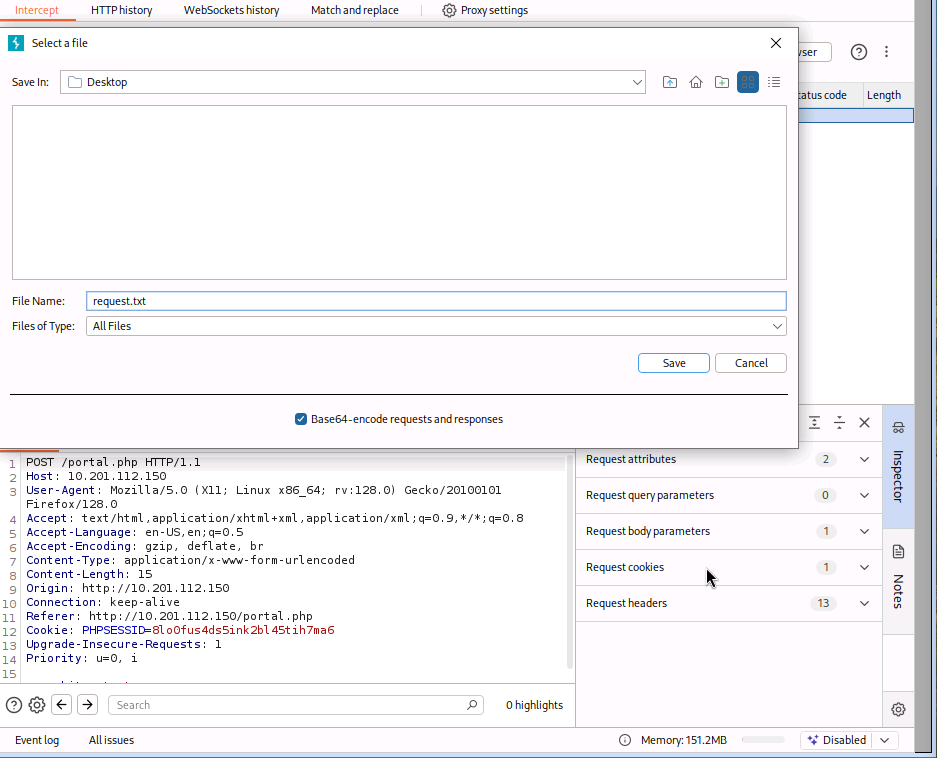 Intercept HTTP history WebSockets history Match and replace Proxy settings
Select a file
Save In: Desktop
File Name: request.txt
Files of Type: All Files
Save Cancel
Base64-encode requests and responses
Length
1 POST /portal.php HTTP/1.1
2 Host: 10.201.112.150
3 User-Agent: Mozilla/5.0 (X11; Linux x86_64; rv:128.0) Gecko/20100101
Firefox/128.0
4 Accept: text/html,application/xhtml+xml,application/xml;q=0.9,*/*;q=0.8
5 Accept-Language: en-US,en;q=0.5
6 Accept-Encoding: gzip, deflate, br
7 Content-Type: application/x-www-form-urlencoded
8 Content-Length: 15
9 Origin: http://10.201.112.150
10 Connection: keep-alive
11 Referer: http://10.201.112.150/portal.php
12 Cookie: PHPSESSID=8lo0fus4ds5ink2bl45tih7ma6
13 Upgrade-Insecure-Requests: 1
14 Priority: u=0, i
15
Request attributes 2
Request query parameters 0
Request body parameters 1
Request cookies 1
Request headers 13
Inspector
Notes
Search
0 highlights
Event log All issues Memory: 151.2MB Disabled